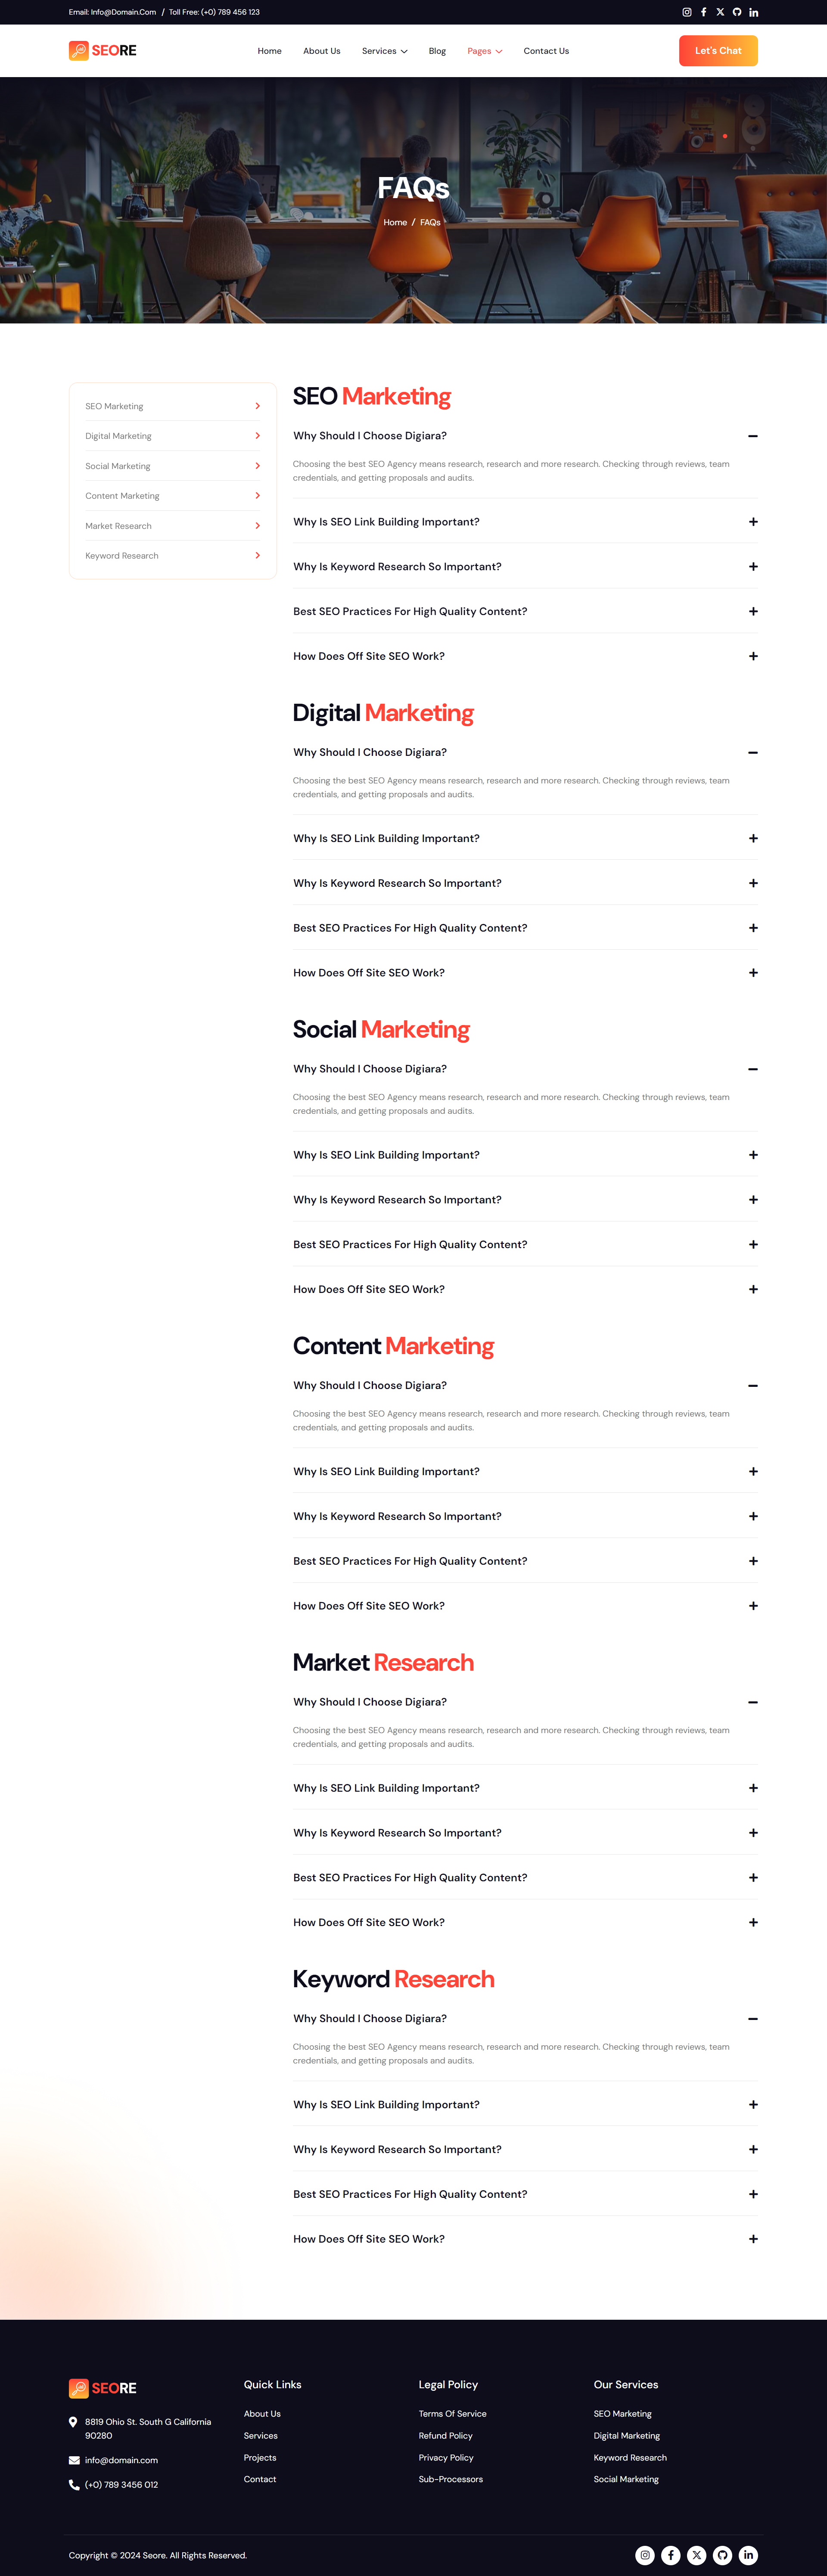 Email: Info@Domain.Com / Toll Free: (+0) 789 456 123
SEORE
Home About Us Services Blog Pages Contact Us
Let's Chat
FAQs
Home / FAQs
SEO Marketing
Digital Marketing
Social Marketing
Content Marketing
Market Research
Keyword Research
SEO Marketing
Why Should I Choose Digiara?
Choosing the best SEO Agency means research, research and more research. Checking through reviews, team
credentials, and getting proposals and audits.
Why Is SEO Link Building Important?
Why Is Keyword Research So Important?
Best SEO Practices For High Quality Content?
How Does Off Site SEO Work?
Digital Marketing
Why Should I Choose Digiara?
Choosing the best SEO Agency means research, research and more research. Checking through reviews, team
credentials, and getting proposals and audits.
Why Is SEO Link Building Important?
Why Is Keyword Research So Important?
Best SEO Practices For High Quality Content?
How Does Off Site SEO Work?
Social Marketing
Why Should I Choose Digiara?
Choosing the best SEO Agency means research, research and more research. Checking through reviews, team
credentials, and getting proposals and audits.
Why Is SEO Link Building Important?
Why Is Keyword Research So Important?
Best SEO Practices For High Quality Content?
How Does Off Site SEO Work?
Content Marketing
Why Should I Choose Digiara?
Choosing the best SEO Agency means research, research and more research. Checking through reviews, team
credentials, and getting proposals and audits.
Why Is SEO Link Building Important?
Why Is Keyword Research So Important?
Best SEO Practices For High Quality Content?
How Does Off Site SEO Work?
Market Research
Why Should I Choose Digiara?
Choosing the best SEO Agency means research, research and more research. Checking through reviews, team
credentials, and getting proposals and audits.
Why Is SEO Link Building Important?
Why Is Keyword Research So Important?
Best SEO Practices For High Quality Content?
How Does Off Site SEO Work?
Keyword Research
Why Should I Choose Digiara?
Choosing the best SEO Agency means research, research and more research. Checking through reviews, team
credentials, and getting proposals and audits.
Why Is SEO Link Building Important?
Why Is Keyword Research So Important?
Best SEO Practices For High Quality Content?
How Does Off Site SEO Work?
SEORE
8819 Ohio St. South G California
90280
info@domain.com
(+0) 789 3456 012
Quick Links
About Us
Services
Projects
Contact
Legal Policy
Terms Of Service
Refund Policy
Privacy Policy
Sub-Processors
Our Services
SEO Marketing
Digital Marketing
Keyword Research
Social Marketing
Copyright © 2024 Seore. All Rights Reserved.